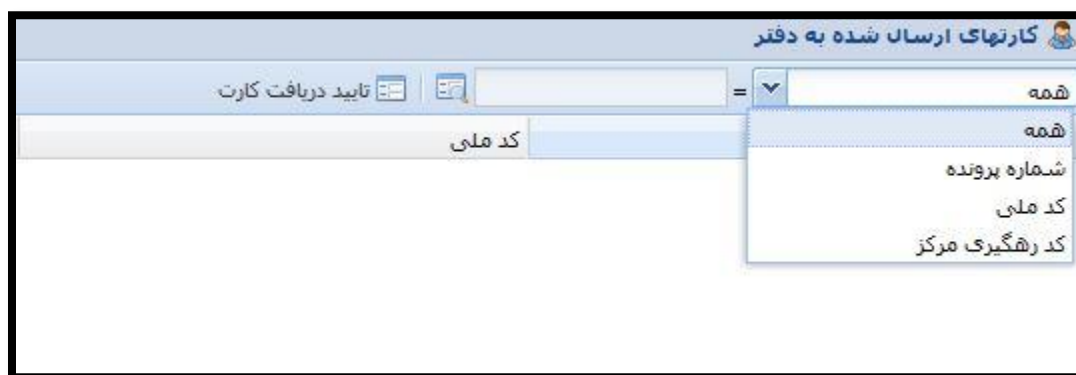 کارتهای ارسال شده به دفتر
همه = تایید دریافت کارت
همه
شماره پرونده
کد ملی
کد رهگیری مرکز
کد ملی